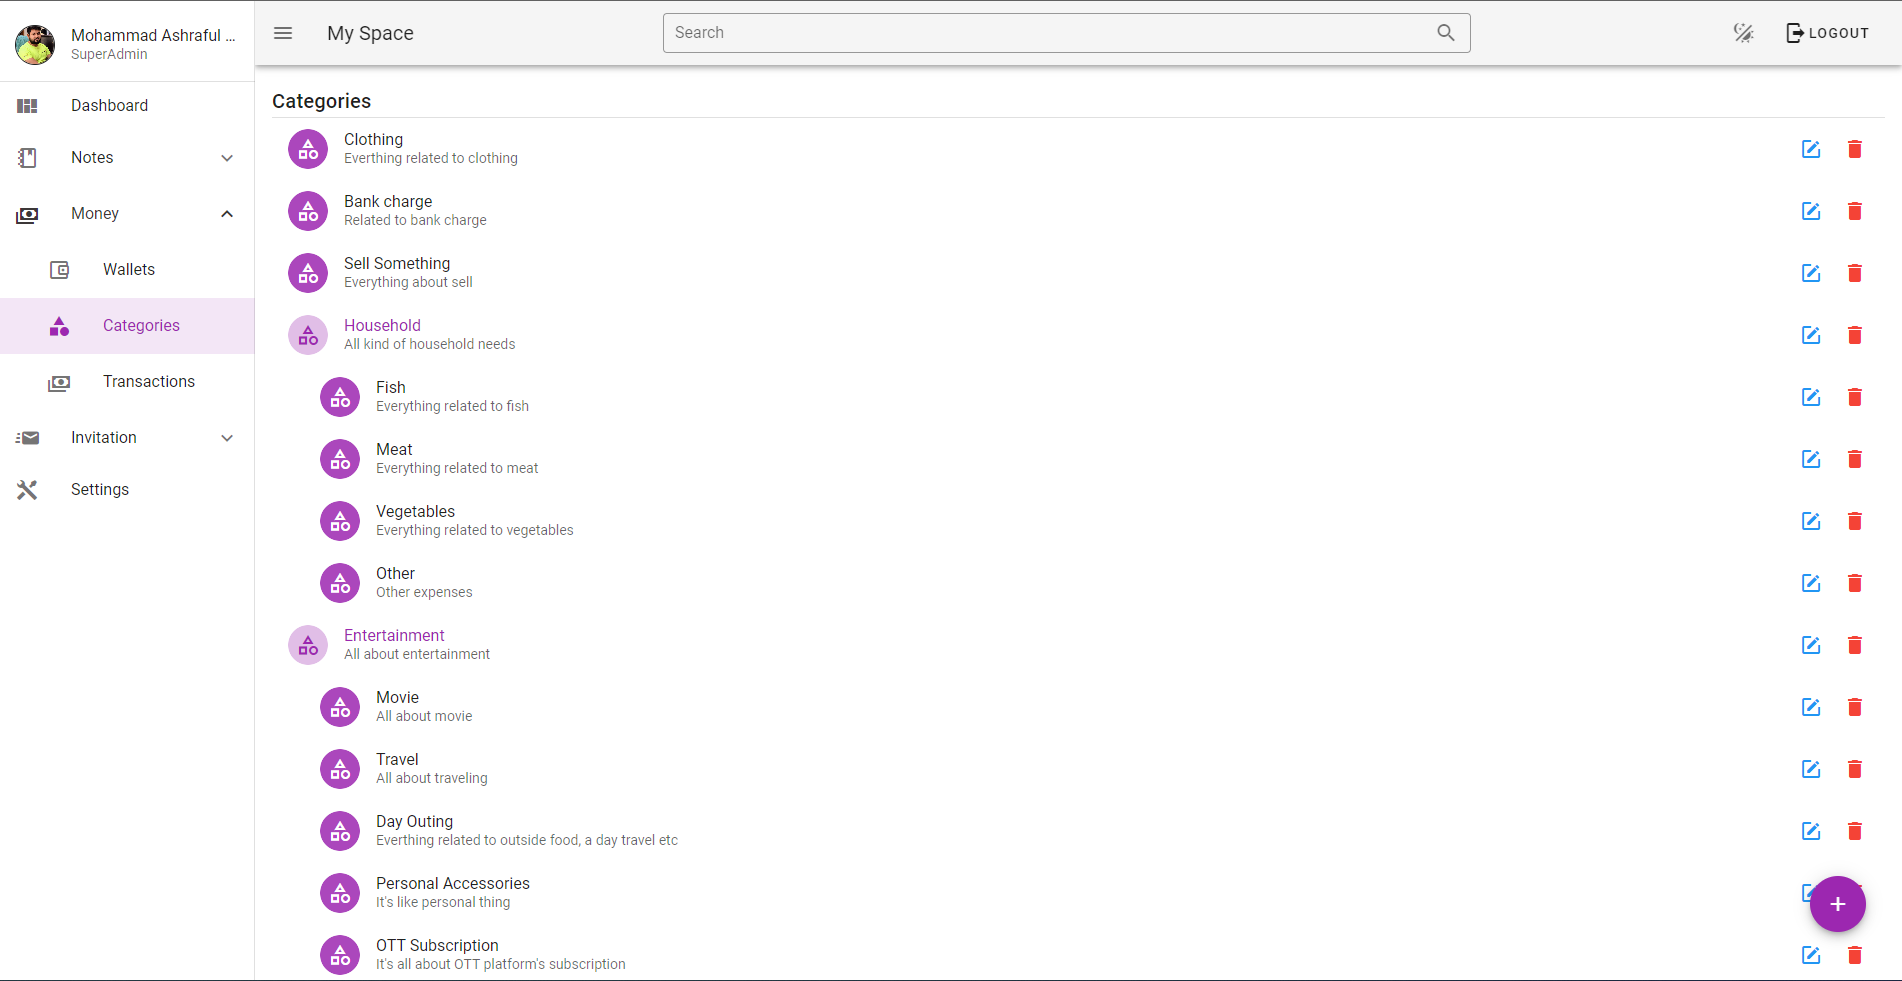 Mohammad Ashraful ...
SuperAdmin
Dashboard
Notes
Money
Wallets
Categories
Transactions
Invitation
Settings
My Space
Search
LOGOUT
Categories
Clothing
Everthing related to clothing
Bank charge
Related to bank charge
Sell Something
Everything about sell
Household
All kind of household needs
Fish
Everything related to fish
Meat
Everything related to meat
Vegetables
Everything related to vegetables
Other
Other expenses
Entertainment
All about entertainment
Movie
All about movie
Travel
All about traveling
Day Outing
Everthing related to outside food, a day travel etc
Personal Accessories
It's like personal thing
OTT Subscription
It's all about OTT platform's subscription